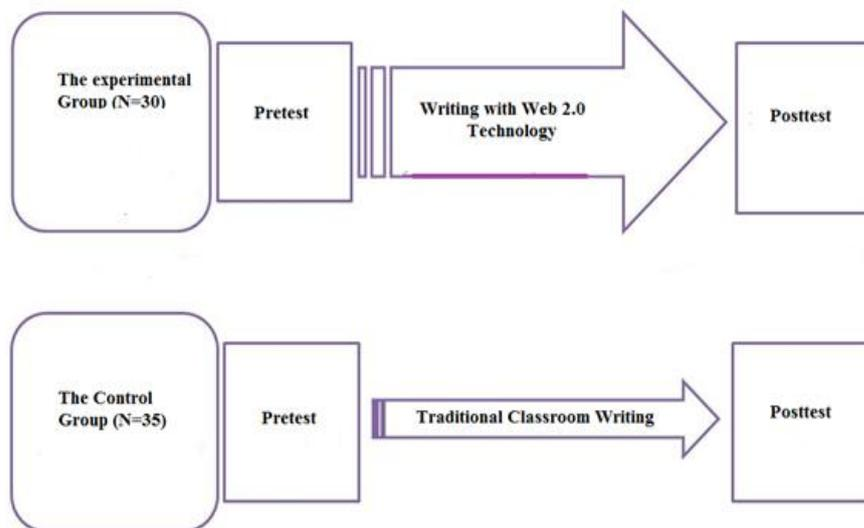 The experimental
Group (N=30)
Pretest
Writing with Web 2.0
Technology
Posttest
The Control
Group (N=35)
Pretest
Traditional Classroom Writing
Posttest